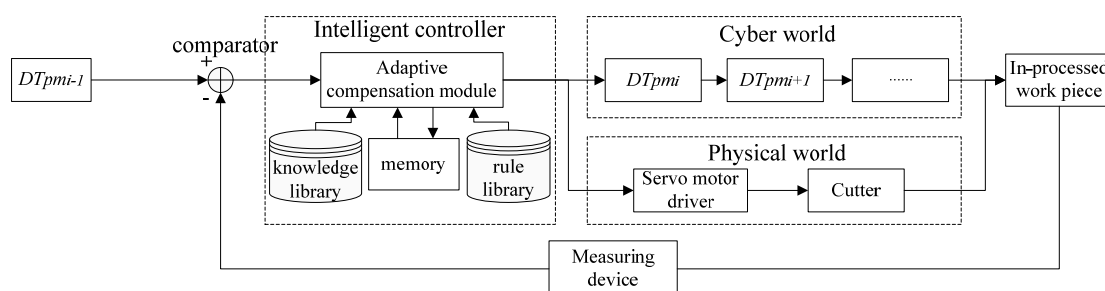 Intelligent controller
Cyber world
comparator
+
-
DTpmi-1
Adaptive
compensation module
DTpmi
DTpmi+1
......
In-processed
work piece
knowledge
library
memory
rule
library
Physical world
Servo motor
driver
Cutter
Measuring
device